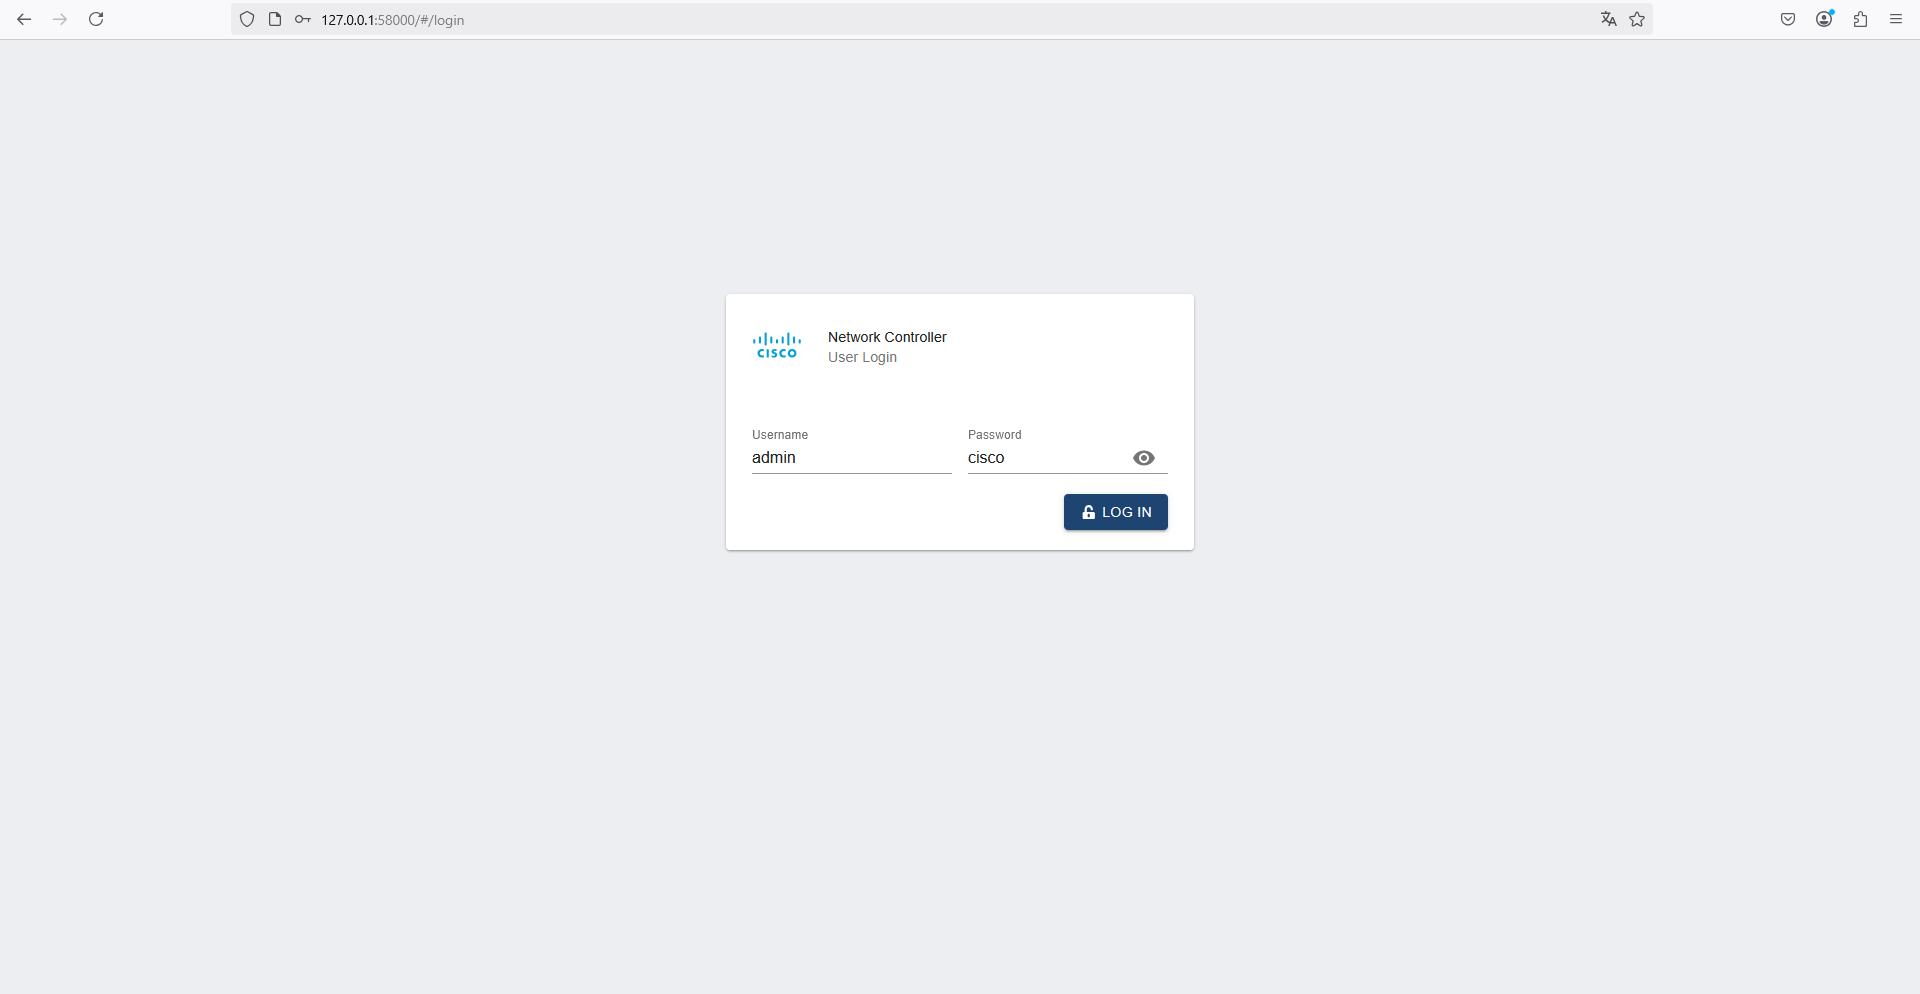 127.0.0.1:58000/#/login
CISCO
Network Controller
User Login
Username
Password
admin
cisco
LOG IN